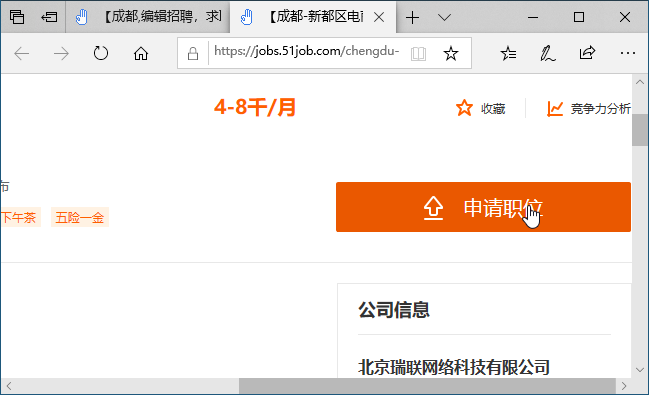 【成都,编辑招聘，求
【成都-新都区电
https://jobs.51job.com/chengdu-
4-8千/月
收藏
竞争力分析
布
下午茶
五险一金
申请职位
公司信息
北京瑞联网络科技有限公司